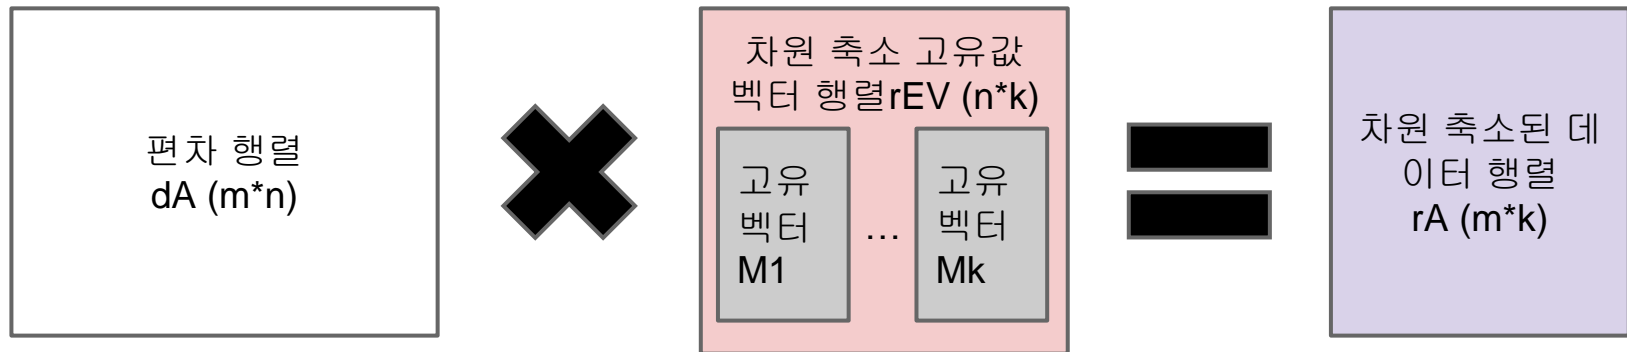 편차 행렬
dA (m*n)
차원 축소 고유값
벡터 행렬rEV (n*k)
고유
벡터
M1
...
고유
벡터
Mk
차원 축소된 데
이터 행렬
rA (m*k)